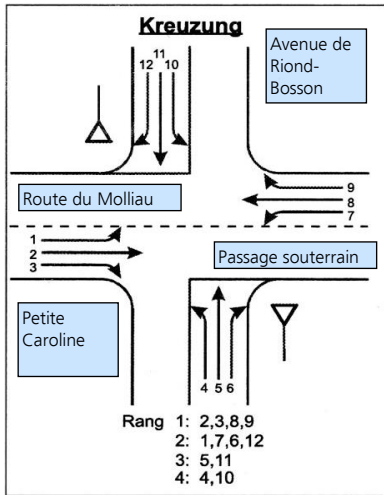 Kreuzung
Avenue de
Riond-
Bosson
11
12 10
Route du Molliau
9
8
7
1
2
3
Passage souterrain
Petite
Caroline
4 5 6
Rang 1: 2,3,8,9
2: 1,7,6,12
3: 5,11
4: 4,10